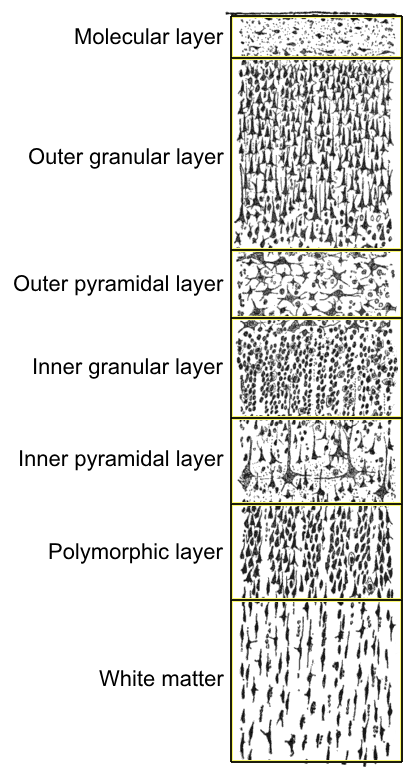 Molecular layer
Outer granular layer
Outer pyramidal layer
Inner granular layer
Inner pyramidal layer
Polymorphic layer
White matter